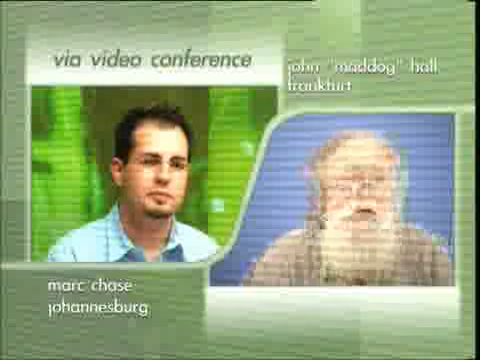 via video conference
john "maddog" hall
frankfurt
marc chase
johannesburg